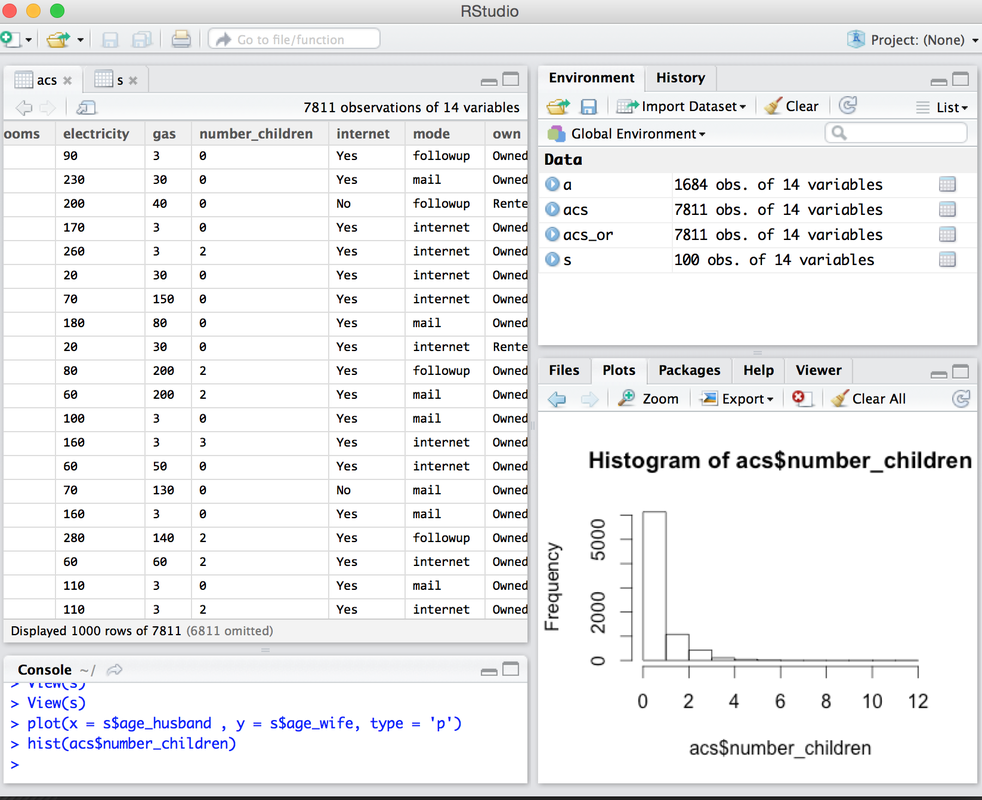 RStudio
Go to file/function
Project: (None)
acs s
7811 observations of 14 variables
ooms electricity gas number_children internet mode own
90 3 0 Yes followup Owned
230 30 0 Yes mail Owned
200 40 0 No followup Rente
170 3 0 Yes internet Owned
260 3 2 Yes internet Owned
20 30 0 Yes internet Owned
70 150 0 Yes internet Owned
180 80 0 Yes mail Owned
20 30 0 Yes internet Rente
80 200 2 Yes followup Owned
60 200 2 Yes mail Owned
100 3 0 Yes mail Owned
160 3 3 Yes internet Owned
60 50 0 Yes internet Owned
70 130 0 No mail Owned
160 3 0 Yes mail Owned
280 140 2 Yes followup Owned
60 60 2 Yes internet Owned
110 3 0 Yes mail Owned
110 3 2 Yes internet Owned
Displayed 1000 rows of 7811 (6811 omitted)
Console ~/
> View(s)
> View(s)
> plot(x = s$age_husband , y = s$age_wife, type = 'p')
> hist(acs$number_children)
>
Environment History
Import Dataset Clear List
Global Environment
Data
a 1684 obs. of 14 variables
acs 7811 obs. of 14 variables
acs_or 7811 obs. of 14 variables
s 100 obs. of 14 variables
Files Plots Packages Help Viewer
Zoom Export Clear All
Histogram of acs$number_children
Frequency
5000
2000
0
0 2 4 6 8 10 12
acs$number_children